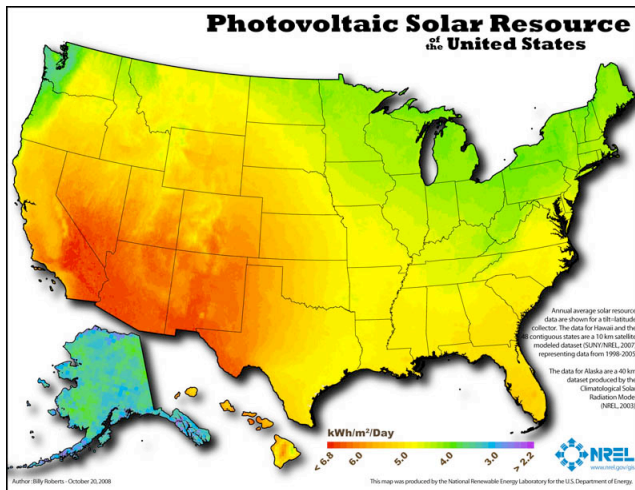 Photovoltaic Solar Resource
of the United States
Annual average solar resource
data are shown for a tilt=latitude
collector. The data for Hawaii and the
48 contiguous states are a 10 km satellite
modeled dataset (SUNY/NREL, 2007)
representing data from 1998-2005
The data for Alaska are a 40 km
dataset produced by the
Climatological Solar
Radiation Model
(NREL, 2003)
kWh/m²/Day
< 6.8 6.0 5.0 4.0 3.0 > 2.2
NREL
www.nrel.gov/gis
Author : Billy Roberts - October 20, 2008
This map was produced by the National Renewable Energy Laboratory for the U.S. Department of Energy.